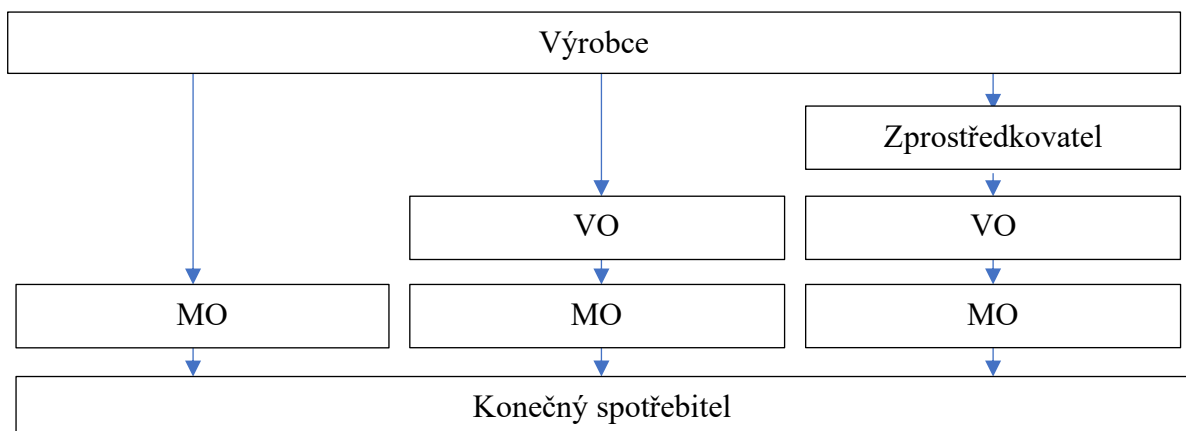 Výrobce
Zprostředkovatel
VO
VO
MO
MO
MO
Konečný spotřebitel